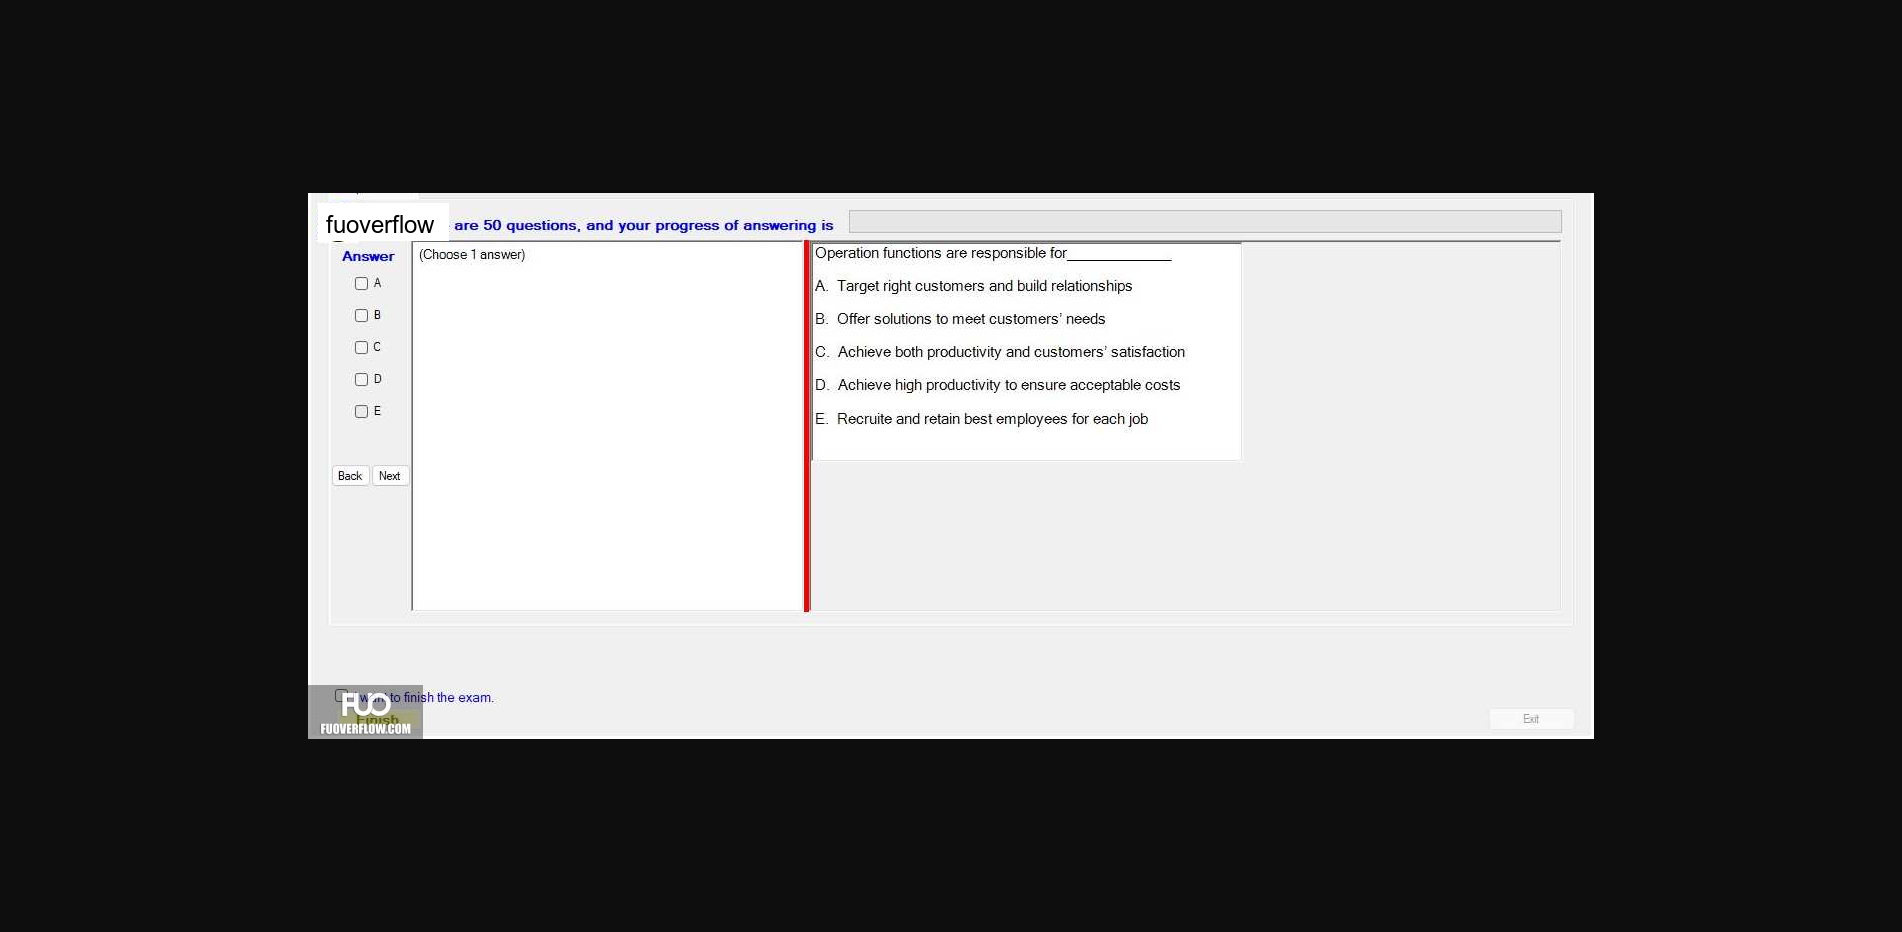 fuoverflow
are 50 questions, and your progress of answering is
Answer
(Choose 1 answer)
A
B
C
D
E
Back
Next
Operation functions are responsible for_____________
A. Target right customers and build relationships
B. Offer solutions to meet customers' needs
C. Achieve both productivity and customers' satisfaction
D. Achieve high productivity to ensure acceptable costs
E. Recruite and retain best employees for each job
I want to finish the exam.
FUO
Finish
FUOVERFLOW.COM
Exit